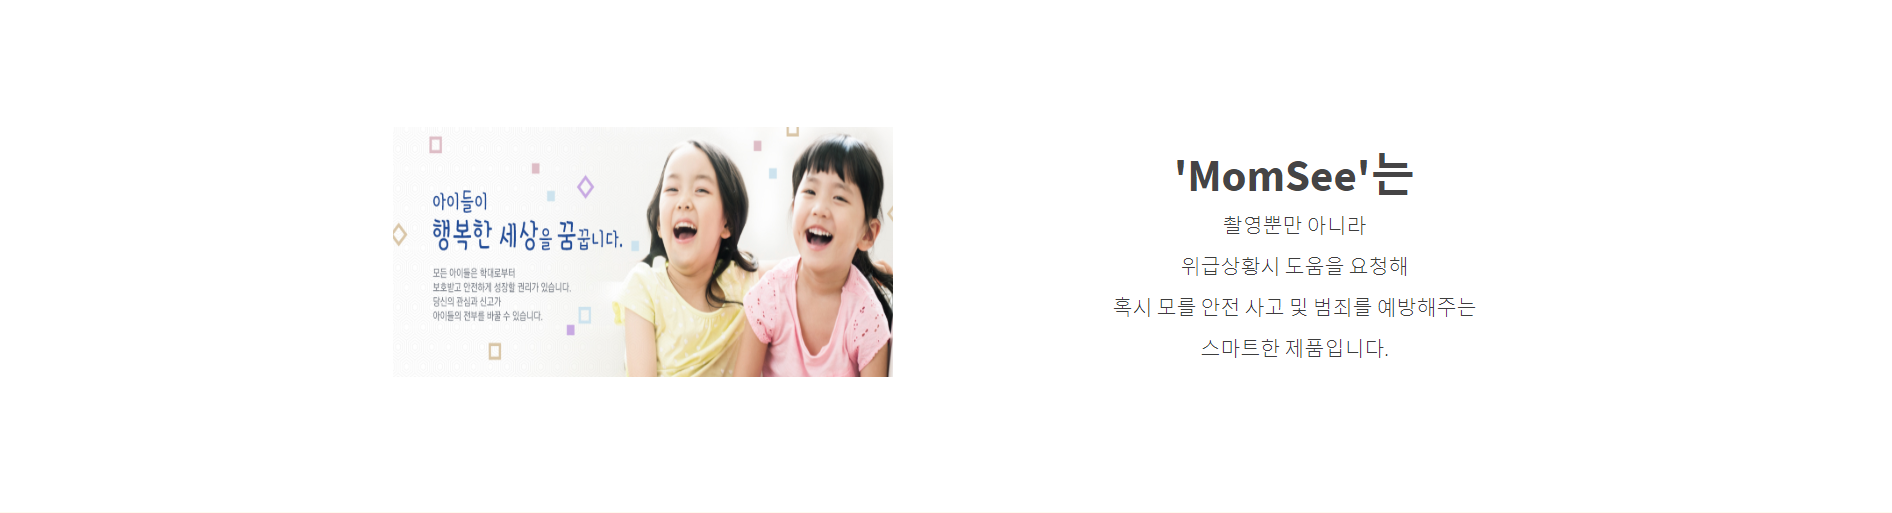 아이들이
행복한 세상을 꿈꿉니다.
모든 아이들은 학대로부터
보호받고 안전하게 성장할 권리가 있습니다.
당신의 관심과 신고가
아이들의 전부를 바꿀 수 있습니다.
'MomSee'는
촬영뿐만 아니라
위급상황시 도움을 요청해
혹시 모를 안전 사고 및 범죄를 예방해주는
스마트한 제품입니다.